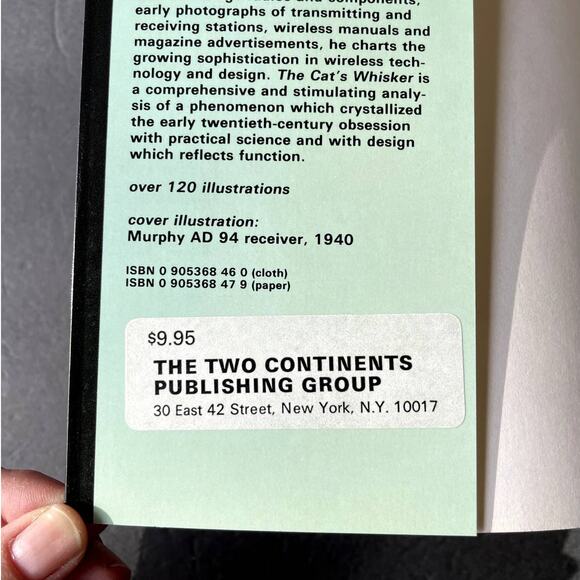 early photographs of transmitting and
receiving stations, wireless manuals and
magazine advertisements, he charts the
growing sophistication in wireless tech-
nology and design. The Cat's Whisker is
a comprehensive and stimulating analy-
sis of a phenomenon which crystallized
the early twentieth-century obsession
with practical science and with design
which reflects function.
over 120 illustrations
cover illustration:
Murphy AD 94 receiver, 1940
ISBN 0 905368 46 0 (cloth)
ISBN 0 905368 47 9 (paper)
$9.95
THE TWO CONTINENTS
PUBLISHING GROUP
30 East 42 Street, New York, N.Y. 10017